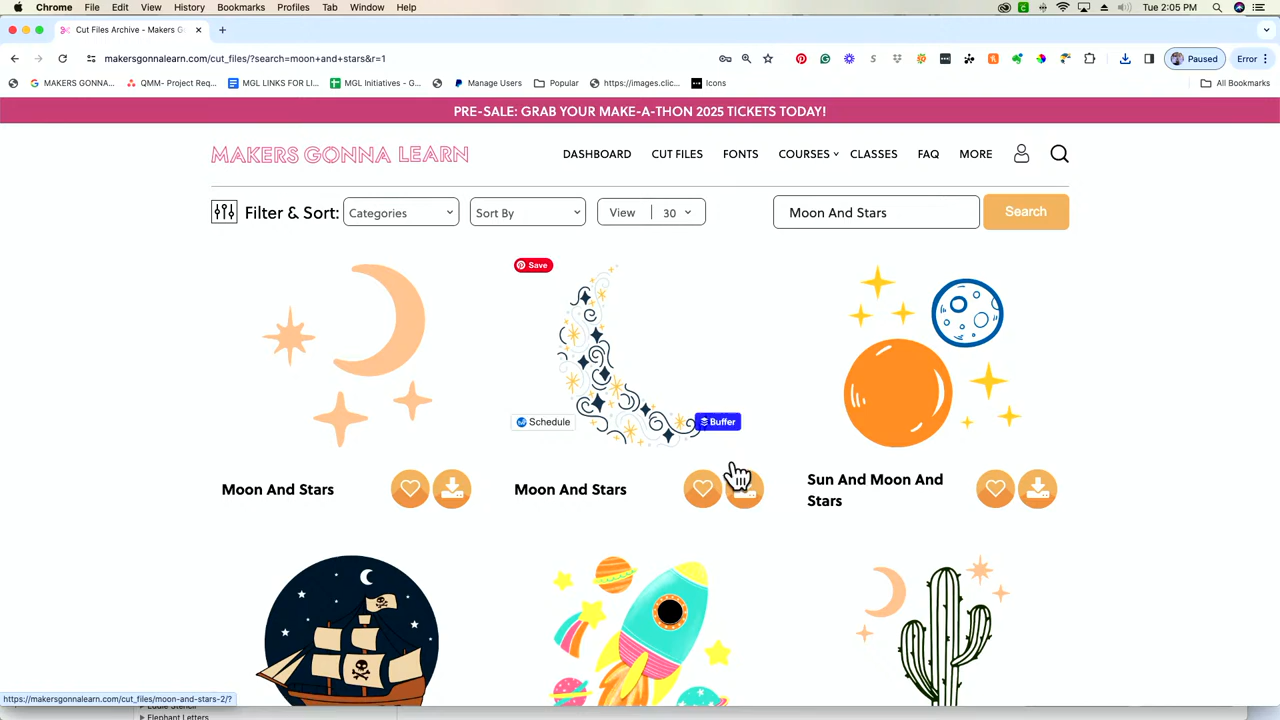 Chrome File Edit View History Bookmarks Profiles Tab Window Help Tue 2:05 PM
Cut Files Archive - Makers G
makersgonnalearn.com/cut_files/?search=moon+and+stars&r=1 Paused Error
MAKERS GONNA... QMM- Project Req... MGL LINKS FOR LI... MGL Initiatives - G... Manage Users Popular https://images.clic... Icons All Bookmarks
PRE-SALE: GRAB YOUR MAKE-A-THON 2025 TICKETS TODAY!
MAKERS GONNA LEARN DASHBOARD CUT FILES FONTS COURSES CLASSES FAQ MORE
Filter & Sort: Categories Sort By View 30 Moon And Stars Search
Save
Schedule Buffer
Moon And Stars Moon And Stars Sun And Moon And
Stars
https://makersgonnalearn.com/cut_files/moon-and-stars-2/?
Elephant Letters